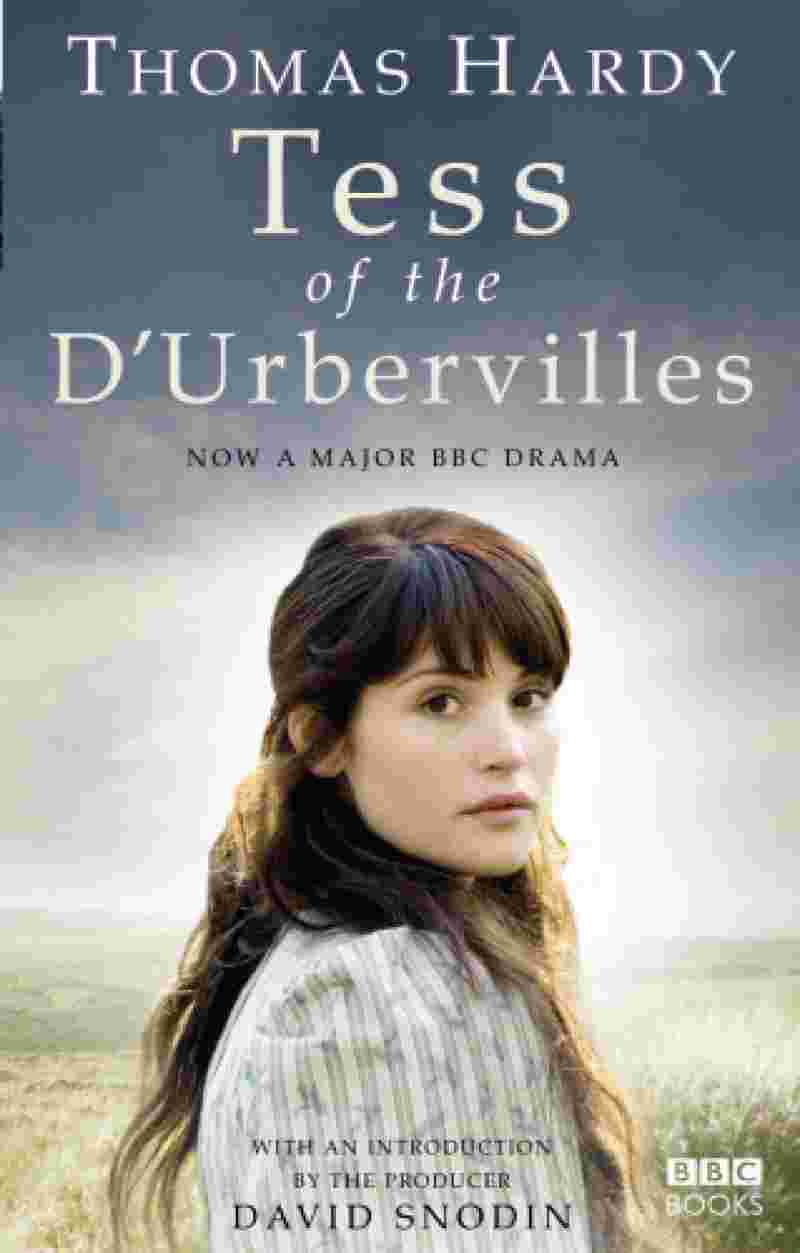 THOMAS HARDY
Tess
of the
D'Urbervilles
NOW A MAJOR BBC DRAMA
WITH AN INTRODUCTION
BY THE PRODUCER
DAVID SNODIN
BBC
BOOKS